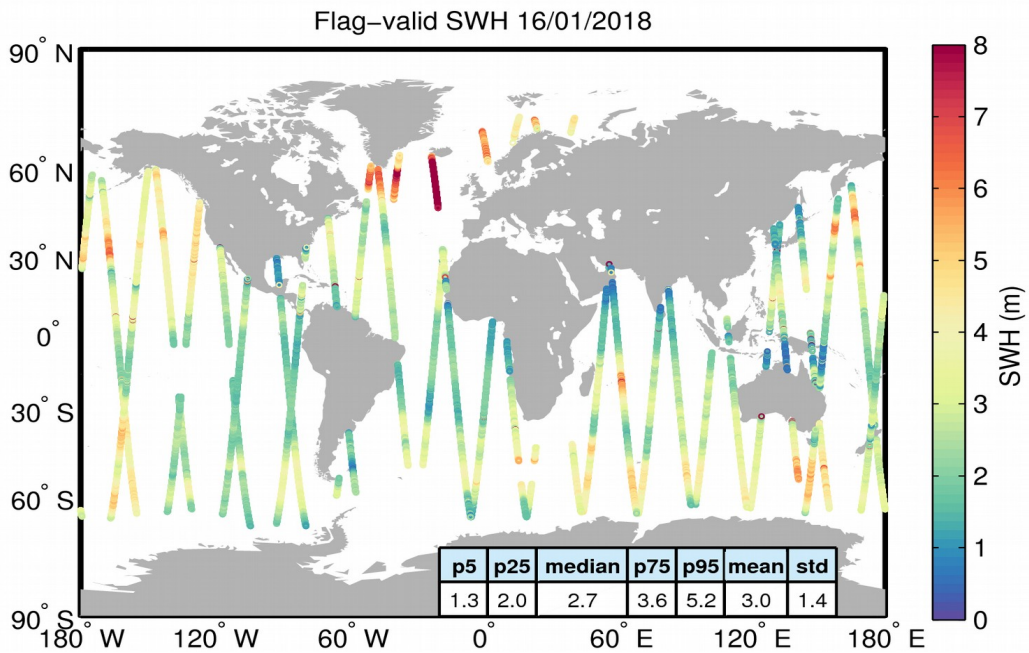 Flag−valid SWH 16/01/2018
90° N
60° N
30° N
0°
30° S
60° S
90° S
180° W
120° W
60° W
0°
60° E
120° E
180° E
p5 p25 median p75 p95 mean std
1.3 2.0 2.7 3.6 5.2 3.0 1.4
8
7
6
5
4
3
2
1
0
SWH (m)